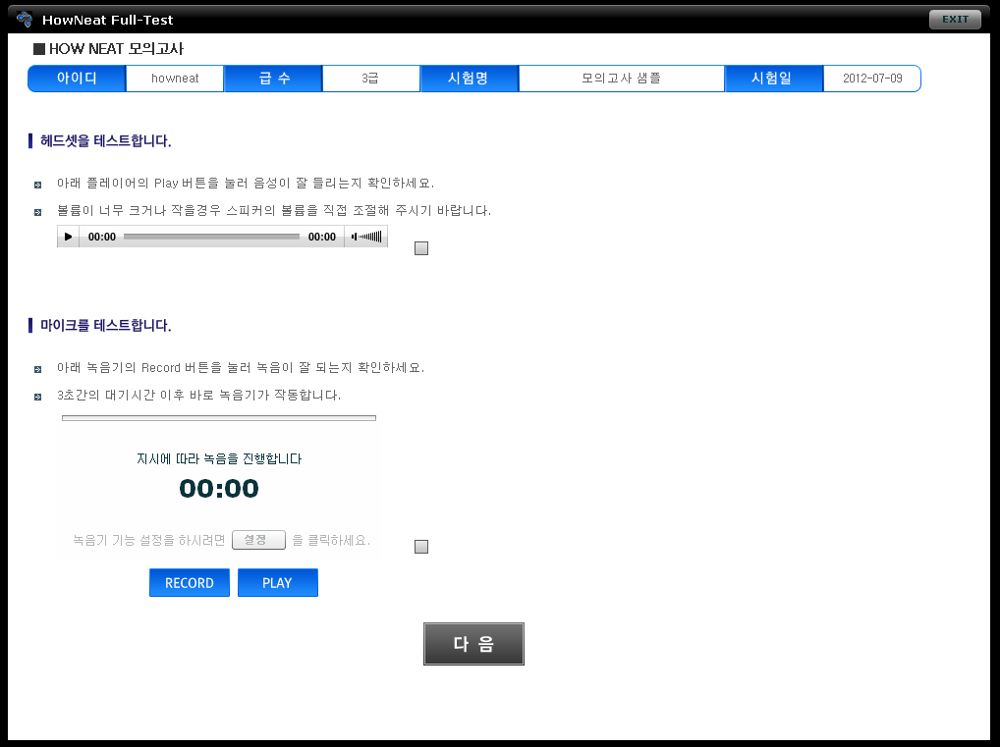 HowNeat Full-Test
EXIT
HOW NEAT 모의고사
아이디 howneat 급 수 3급 시험명 모의고사 샘플 시험일 2012-07-09
헤드셋을 테스트합니다.
아래 플레이어의 Play 버튼을 눌러 음성이 잘 들리는지 확인하세요.
볼륨이 너무 크거나 작을경우 스피커의 볼륨을 직접 조절해 주시기 바랍니다.
00:00 00:00
마이크를 테스트합니다.
아래 녹음기의 Record 버튼을 눌러 녹음이 잘 되는지 확인하세요.
3초간의 대기시간 이후 바로 녹음기가 작동합니다.
지시에 따라 녹음을 진행합니다
00:00
녹음기 기능 설정을 하시려면 설정 을 클릭하세요.
RECORD PLAY
다 음